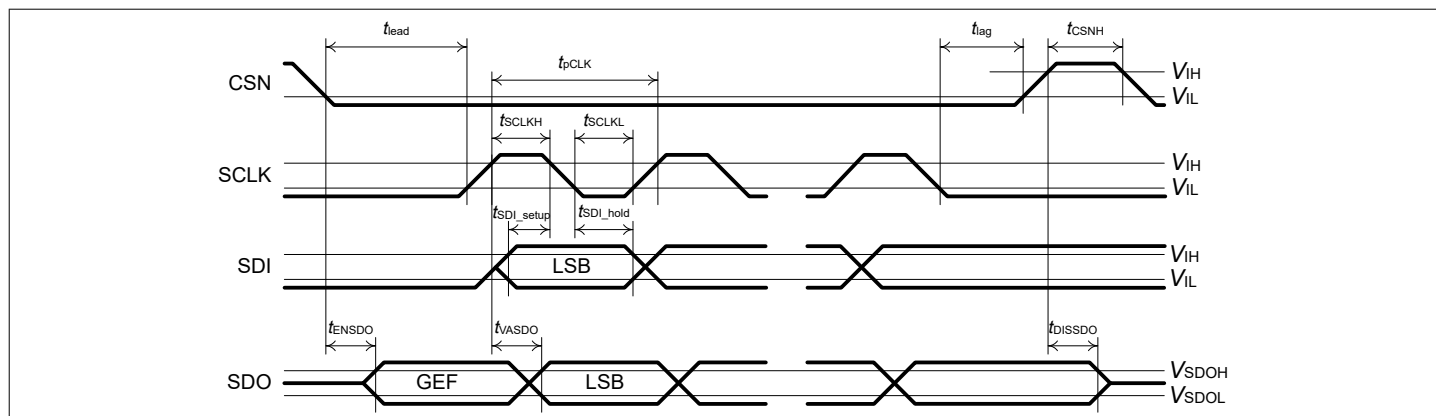 tlead
tlag
tCSNH
tpCLK
CSN
VIH
VIL
tSCLKH
tSCLKL
SCLK
VIH
VIL
tSDI_setup
tSDI_hold
SDI
LSB
VIH
VIL
tENSDO
tVASDO
tDISSDO
SDO
GEF
LSB
VSDOH
VSDOL